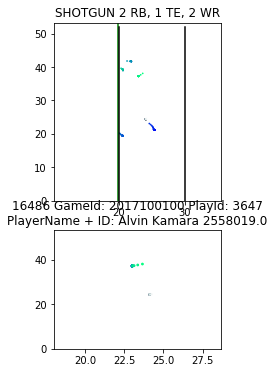 SHOTGUN 2 RB, 1 TE, 2 WR
50
40
30
20
10
0
20 30
16486 GameId: 2017100100 PlayId: 3647
PlayerName + ID: Alvin Kamara 2558019.0
40
20
0
20.0 22.5 25.0 27.5